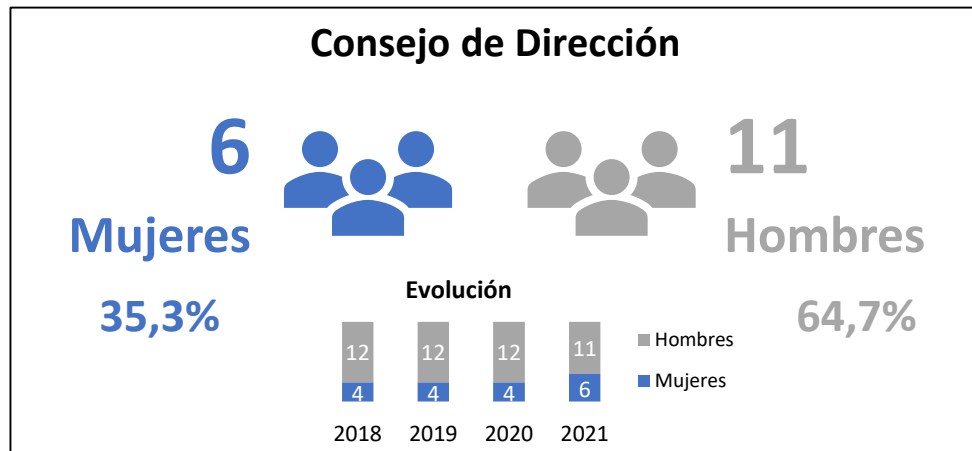 Consejo de Dirección
6
Mujeres
35,3%
11
Hombres
64,7%
Evolución
12 12 12 11
4 4 4 6
2018 2019 2020 2021
Hombres
Mujeres